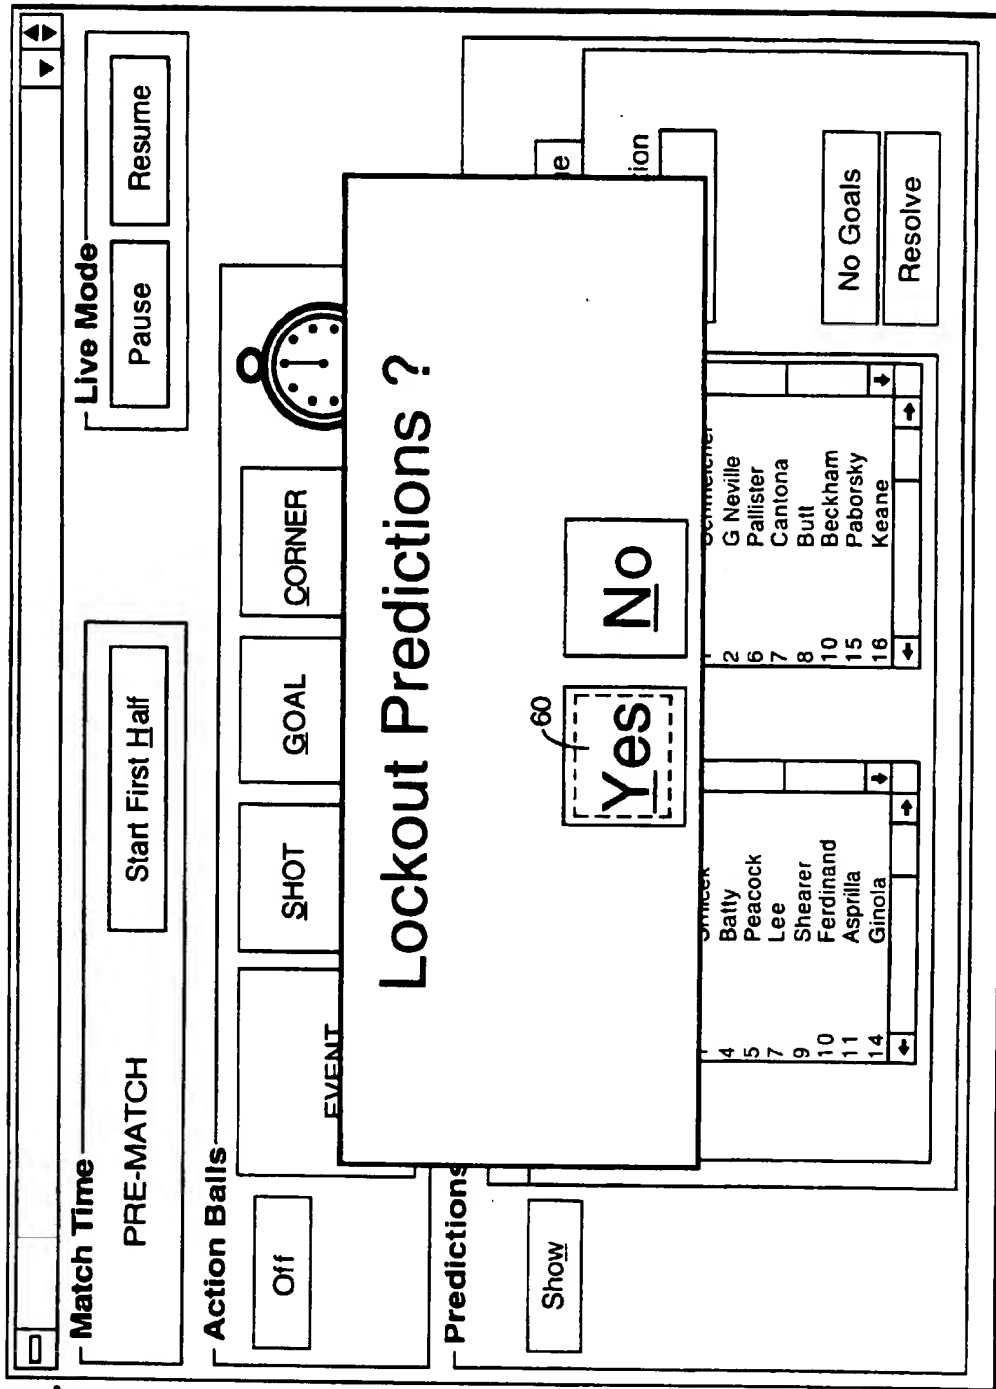 Match Time
PRE-MATCH
Start First Half
Live Mode
Pause
Resume
Action Balls
Off
EVENT
SHOT
GOAL
CORNER
Lockout Predictions ?
60
Yes
No
Predictions
Show
4 Batty
5 Peacock
7 Lee
9 Shearer
10 Ferdinand
11 Asprilla
14 Ginola
2 G Neville
6 Pallister
7 Cantona
8 Butt
10 Beckham
15 Paborsky
16 Keane
No Goals
Resolve